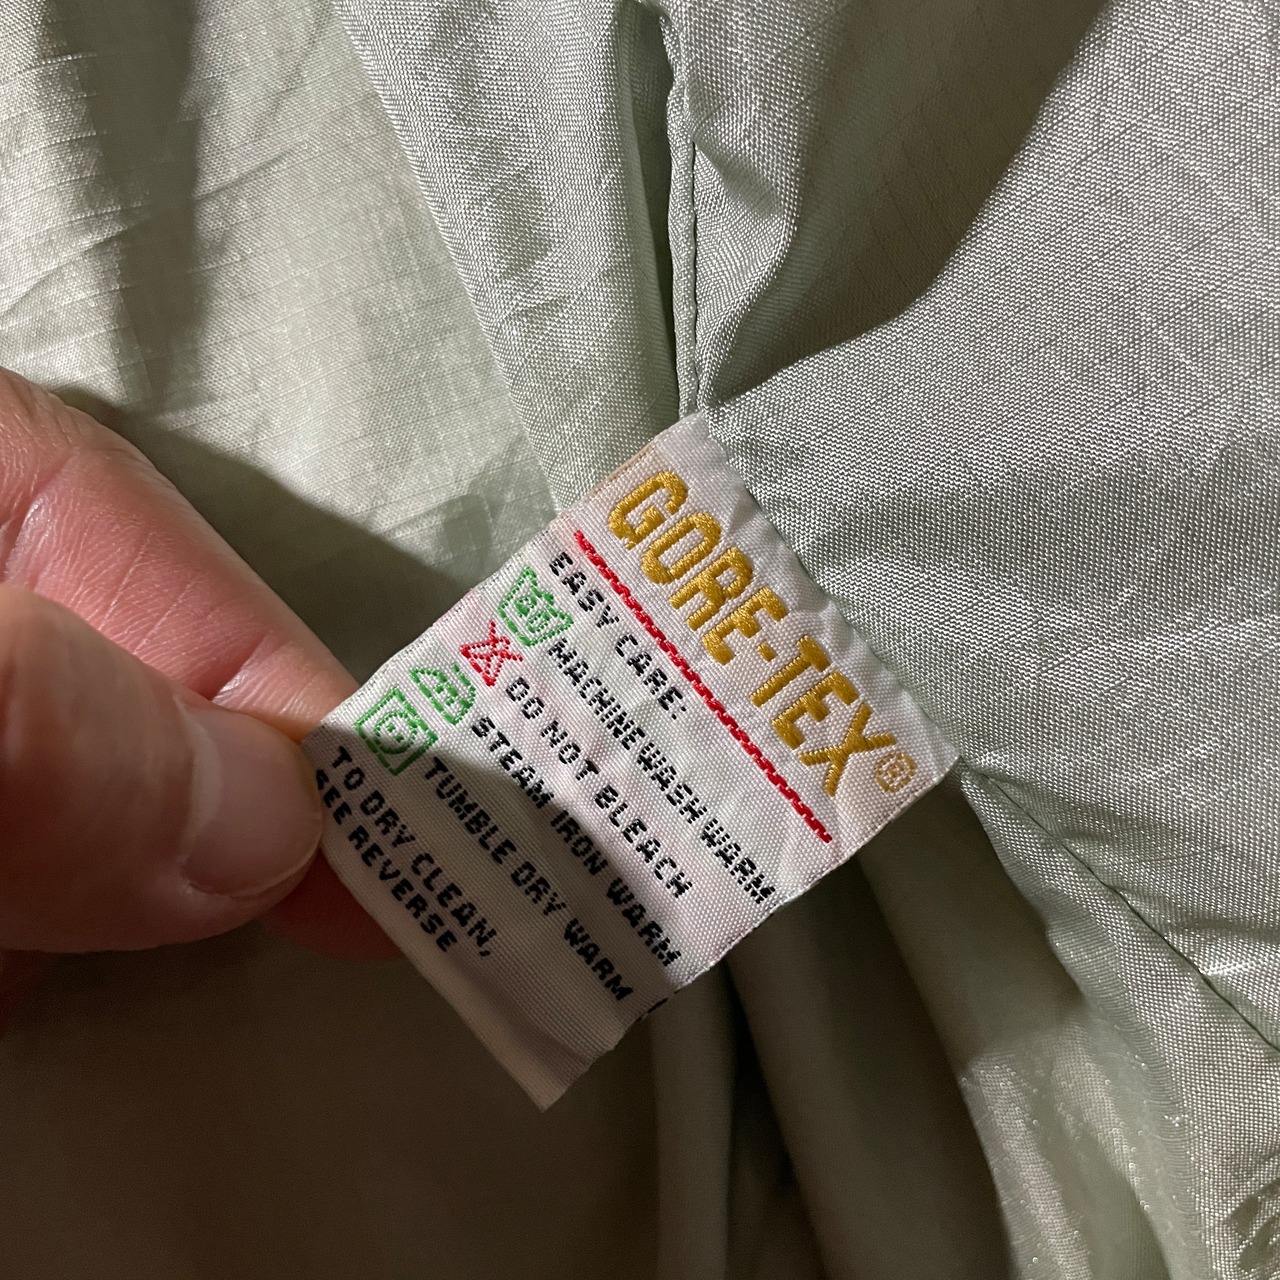 GORE-TEX®
EASY CARE:
40 MACHINE WASH WARM
DO NOT BLEACH
STEAM IRON WARM
TUMBLE DRY WARM
TO DRY CLEAN,
SEE REVERSE